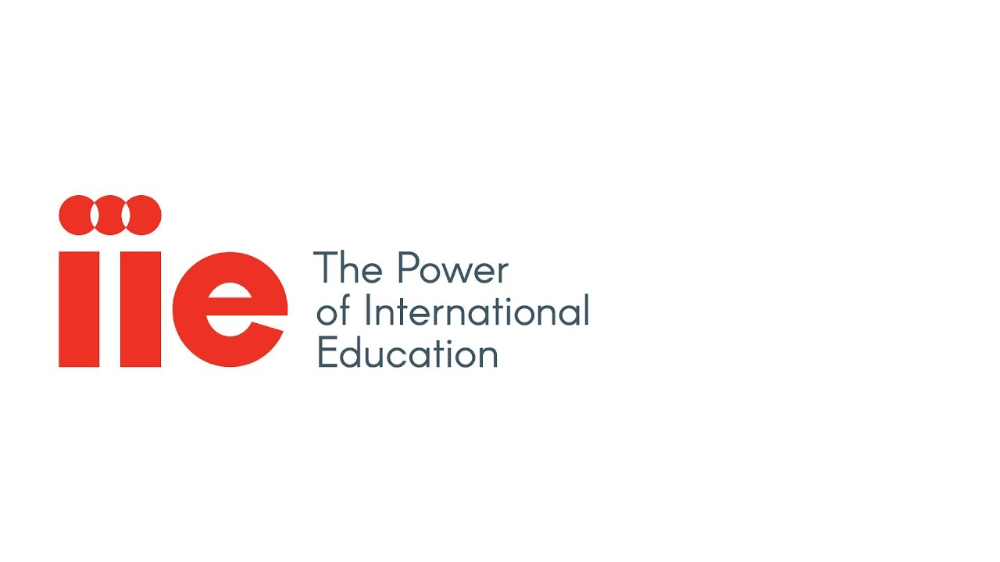 iie
The Power
of International
Education